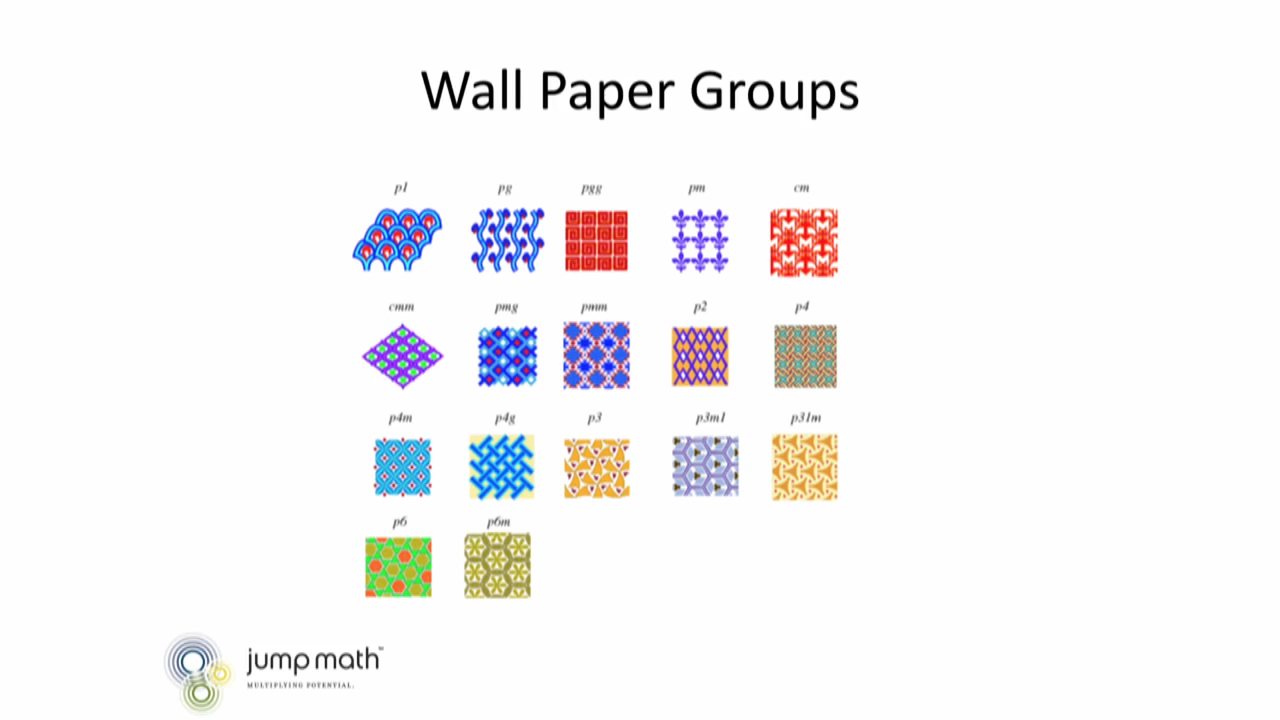 Wall Paper Groups
p1 pg pgg pm cm
cmm pmg pmm p2 p4
p4m p4g p3 p3m1 p31m
p6 p6m
jump math™
MULTIPLYING POTENTIAL.